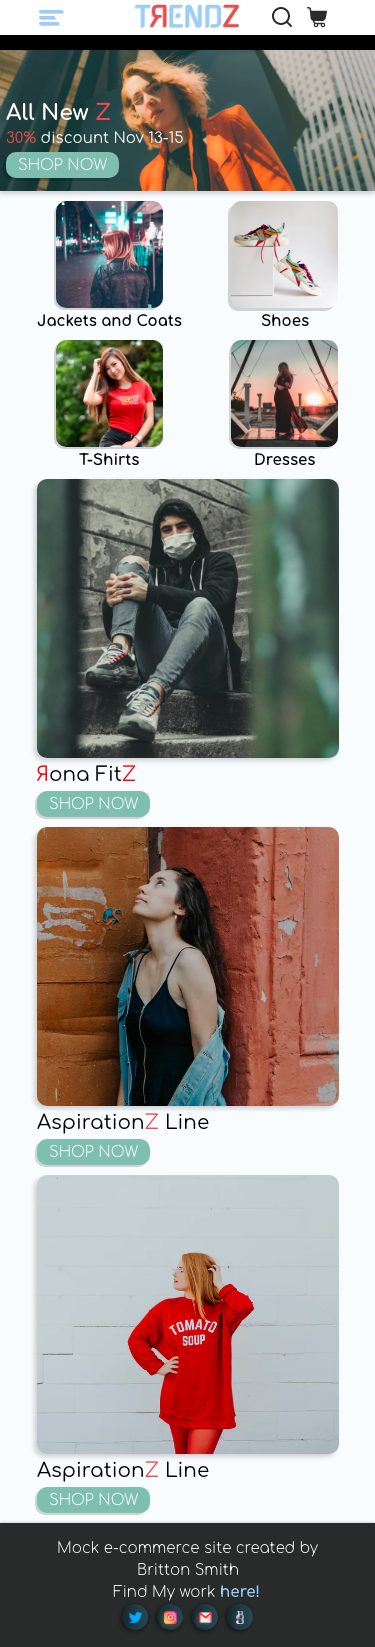 TЯENDZ
All New Z
30% discount Nov 13-15
SHOP NOW
Jackets and Coats
Shoes
T-Shirts
Dresses
Яona FitZ
SHOP NOW
AspirationZ Line
SHOP NOW
TOMATO
SOUP
AspirationZ Line
SHOP NOW
Mock e-commerce site created by
Britton Smith
Find My work here!